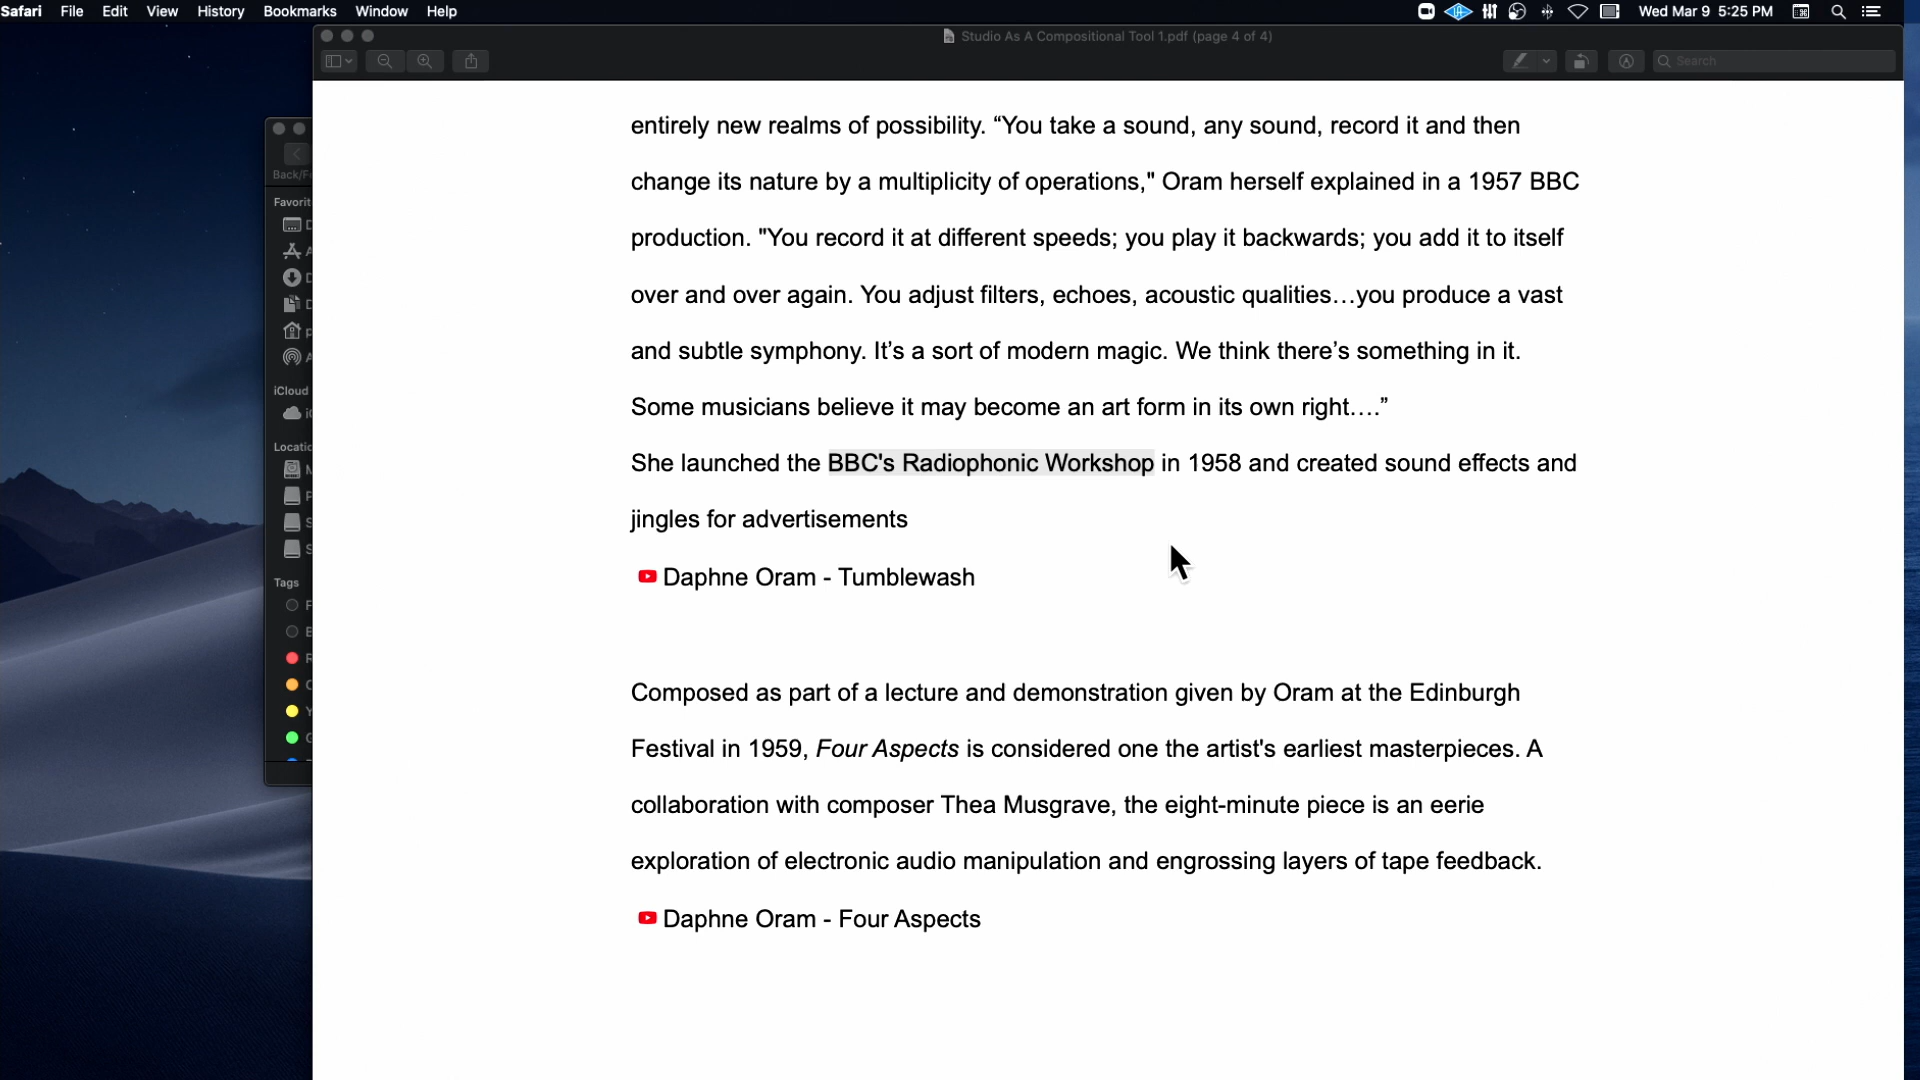 Safari File Edit View History Bookmarks Window Help
Wed Mar 9 5:25 PM
Studio As A Compositional Tool 1.pdf (page 4 of 4)
Search
Back/F
Favorit
iCloud
Locatio
Tags
entirely new realms of possibility. “You take a sound, any sound, record it and then
change its nature by a multiplicity of operations," Oram herself explained in a 1957 BBC
production. "You record it at different speeds; you play it backwards; you add it to itself
over and over again. You adjust filters, echoes, acoustic qualities…you produce a vast
and subtle symphony. It’s a sort of modern magic. We think there’s something in it.
Some musicians believe it may become an art form in its own right….”
She launched the BBC's Radiophonic Workshop in 1958 and created sound effects and
jingles for advertisements
Daphne Oram - Tumblewash
Composed as part of a lecture and demonstration given by Oram at the Edinburgh
Festival in 1959, Four Aspects is considered one the artist's earliest masterpieces. A
collaboration with composer Thea Musgrave, the eight-minute piece is an eerie
exploration of electronic audio manipulation and engrossing layers of tape feedback.
Daphne Oram - Four Aspects